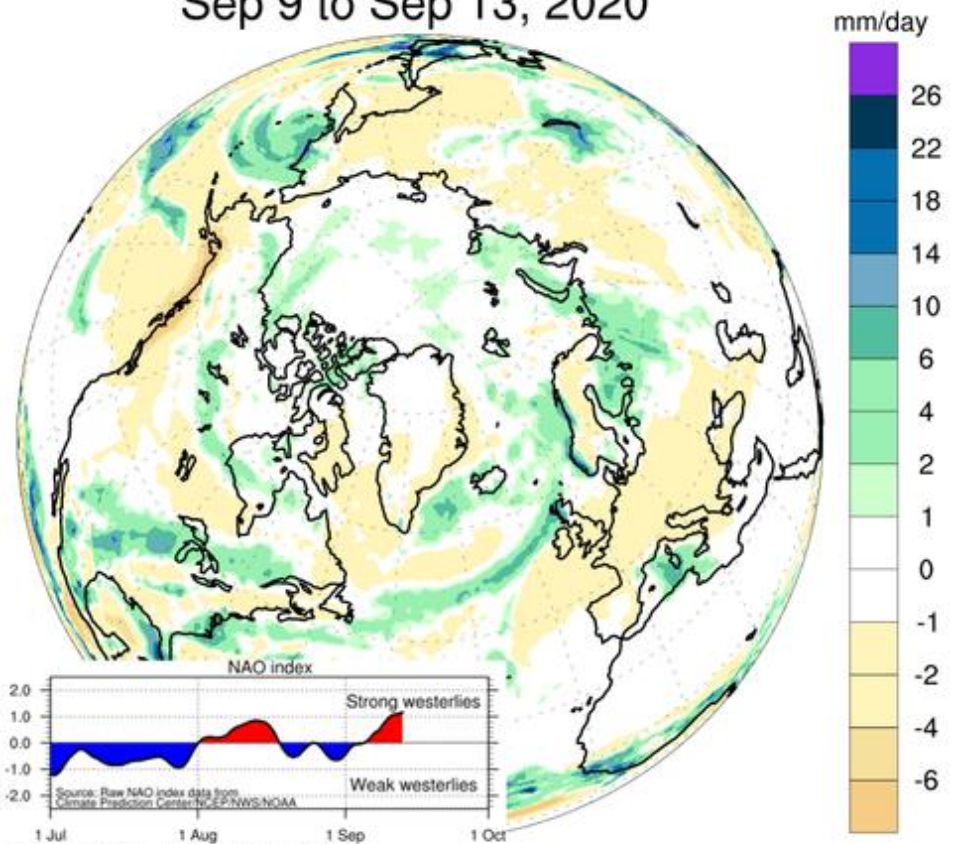 Sep 9 to Sep 13, 2020
mm/day
26
22
18
14
10
6
4
2
1
0
-1
-2
-4
-6
NAO index
2.0
1.0
0.0
-1.0
-2.0
Strong westerlies
Weak westerlies
Source: Raw NAO index data from
Climate Prediction Center/NCEP/NWS/NOAA
1 Jul
1 Aug
1 Sep
1 Oct